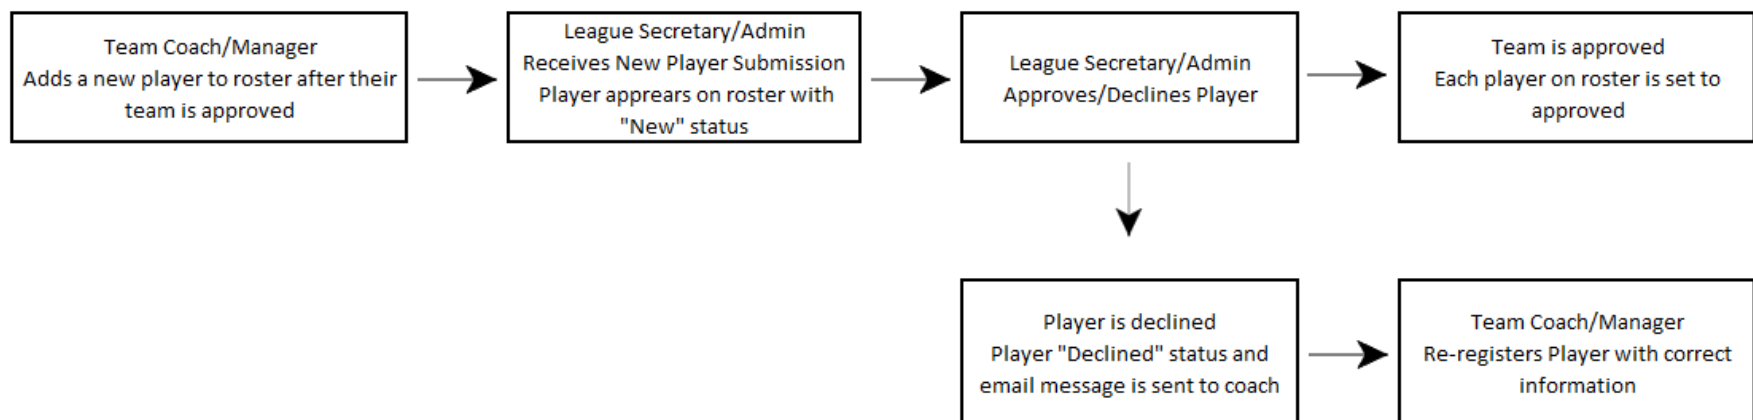 Team Coach/Manager
Adds a new player to roster after their
team is approved
League Secretary/Admin
Receives New Player Submission
Player apprears on roster with
"New" status
League Secretary/Admin
Approves/Declines Player
Team is approved
Each player on roster is set to
approved
Player is declined
Player "Declined" status and
email message is sent to coach
Team Coach/Manager
Re-registers Player with correct
information